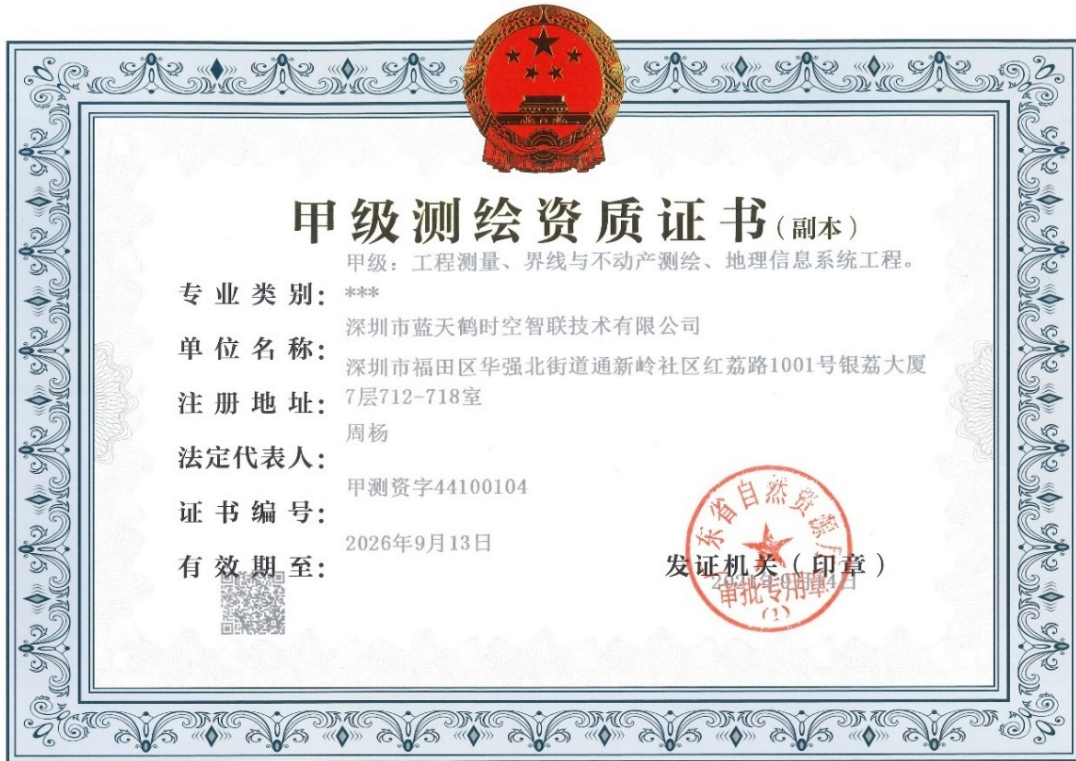 甲级测绘资质证书(副本)
甲级：工程测量、界线与不动产测绘、地理信息系统工程。
专业类别：***
单位名称：深圳市蓝天鹤时空智联技术有限公司
深圳市福田区华强北街道通新岭社区红荔路1001号银荔大厦
注册地址：7层712-718室
法定代表人：周杨
证书编号：甲测资字44100104
有效期至：2026年9月13日
发证机关（印章）
广东省自然资源厅
审批专用章
(1)